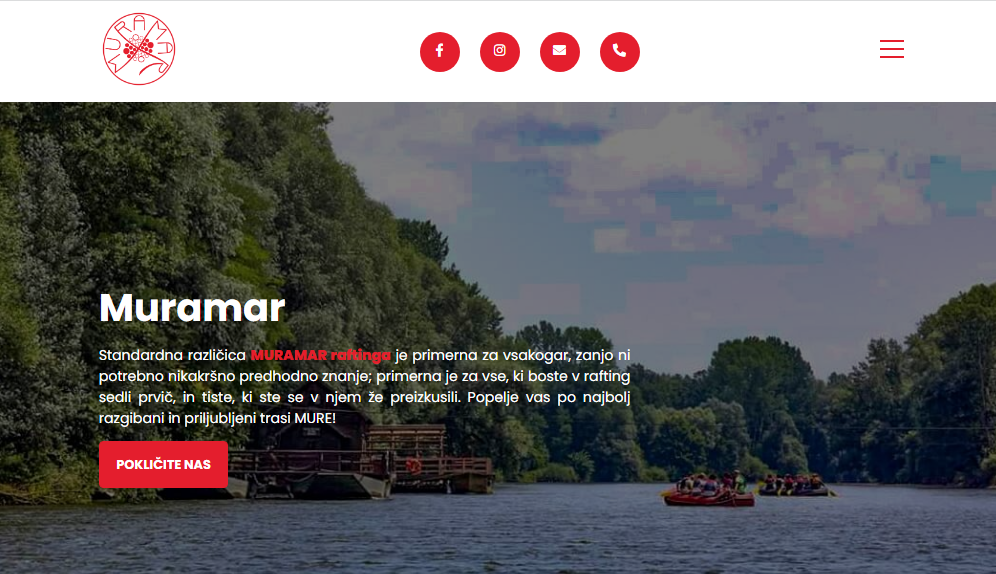 MURAMAR
Muramar
Standardna različica MURAMAR raftinga je primerna za vsakogar, zanjo ni
potrebno nikakršno predhodno znanje; primerna je za vse, ki boste v rafting
sedli prvič, in tiste, ki ste se v njem že preizkusili. Popelje vas po najbolj
razgibani in priljubljeni trasi MURE!
POKLIČITE NAS